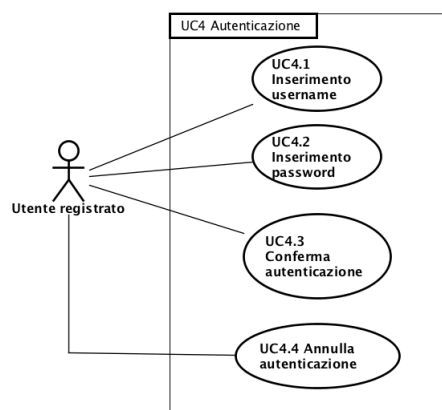 UC4 Autenticazione
UC4.1
Inserimento
username
UC4.2
Inserimento
password
Utente registrato
UC4.3
Conferma
autenticazione
UC4.4 Annulla
autenticazione